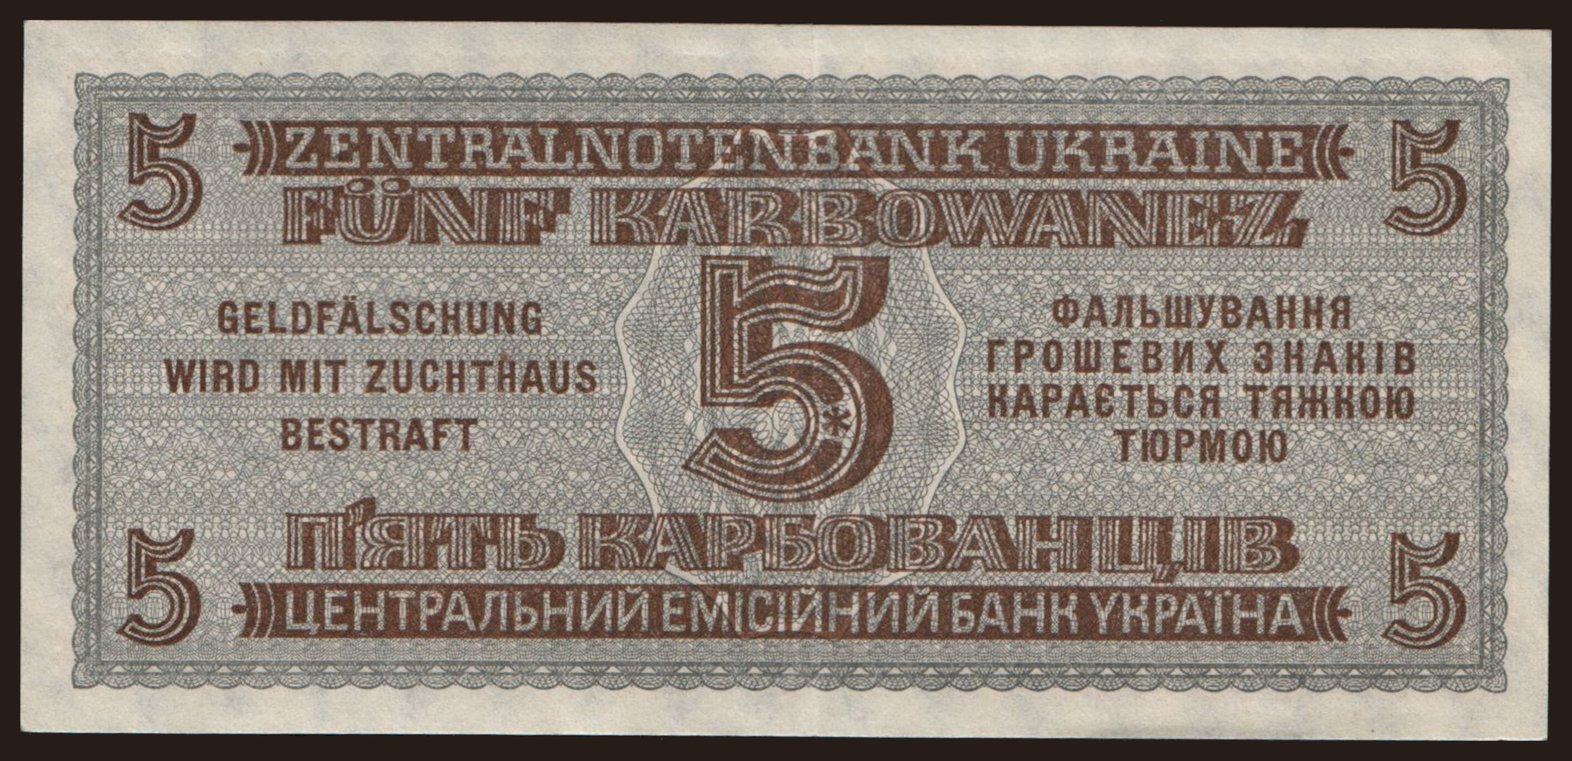 5 5
ZENTRALNOTENBANK UKRAINE
FÜNF KARBOWANEZ
5
GELDFÄLSCHUNG
WIRD MIT ZUCHTHAUS
BESTRAFT
ФАЛЬШУВАННЯ
ГРОШЕВИХ ЗНАКІВ
КАРАЄТЬСЯ ТЯЖКОЮ
ТЮРМОЮ
П'ЯТЬ КАРБОВАНЦІВ
5 5
ЦЕНТРАЛЬНИЙ ЕМІСІЙНИЙ БАНК УКРАЇНА